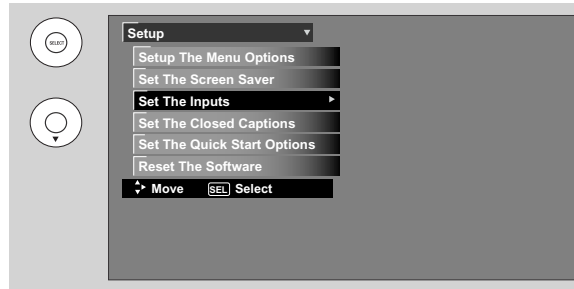 SELECT
Setup
Setup The Menu Options
Set The Screen Saver
Set The Inputs
Set The Closed Captions
Set The Quick Start Options
Reset The Software
Move SEL Select